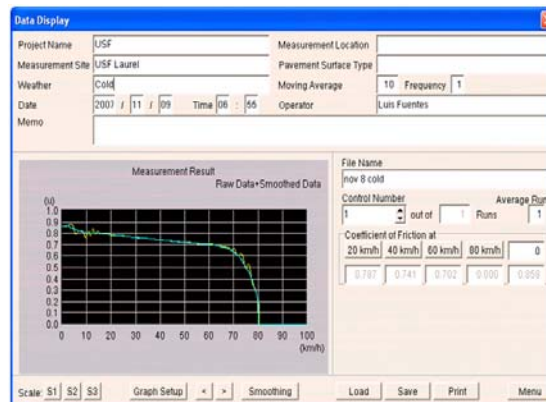 Data Display
Project Name USF Measurement Location
Measurement Site USF Laurel Pavement Surface Type
Weather Cold Moving Average 10 Frequency 1
Date 2007 / 11 / 09 Time 06 : 55 Operator Luis Fuentes
Memo
Measurement Result
Raw Data+Smoothed Data
(u)
1.0
0.9
0.8
0.7
0.6
0.5
0.4
0.3
0.2
0.1
0.0
0 10 20 30 40 50 60 70 80 90 100
(km/h)
File Name
nov 8 cold
Control Number Average Run
1 out of 1 Runs 1
Coefficient of Friction at
20 km/h 40 km/h 60 km/h 80 km/h 0
0.787 0.741 0.702 0.000 0.859
Scale: S1 S2 S3 Graph Setup < > Smoothing Load Save Print Menu